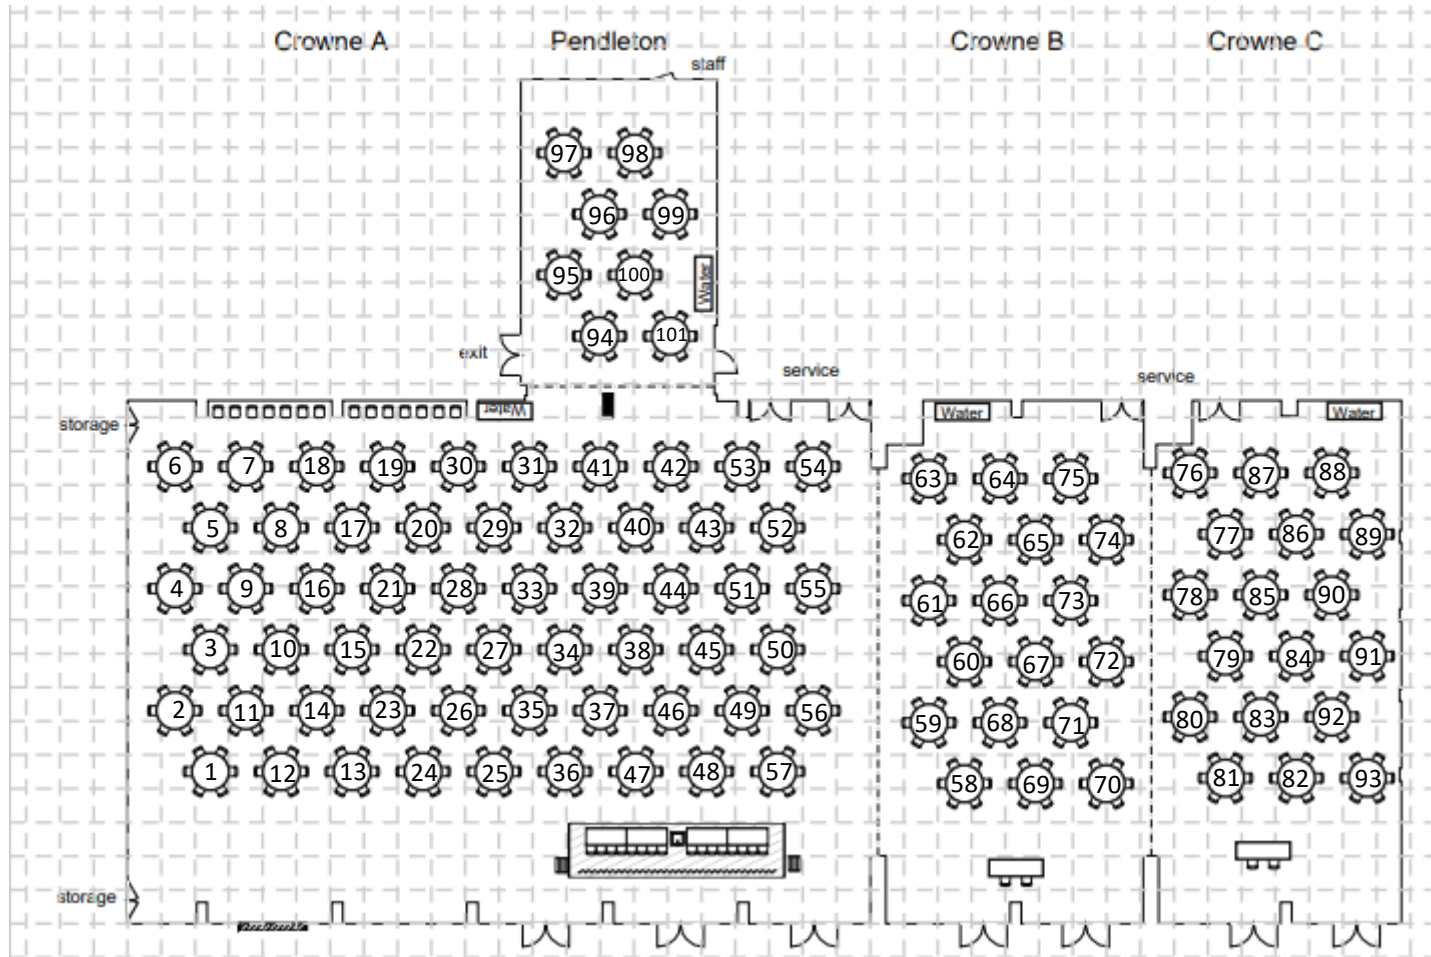 Crowne A Pendleton Crowne B Crowne C
staff
97 98
96 99
95 100 Water
94 101
exit
service service
storage Water Water Water
6 7 18 19 30 31 41 42 53 54 63 64 75 76 87 88
5 8 17 20 29 32 40 43 52 62 65 74 77 86 89
4 9 16 21 28 33 39 44 51 55 61 66 73 78 85 90
3 10 15 22 27 34 38 45 50 60 67 72 79 84 91
2 11 14 23 26 35 37 46 49 56 59 68 71 80 83 92
1 12 13 24 25 36 47 48 57 58 69 70 81 82 93
storage